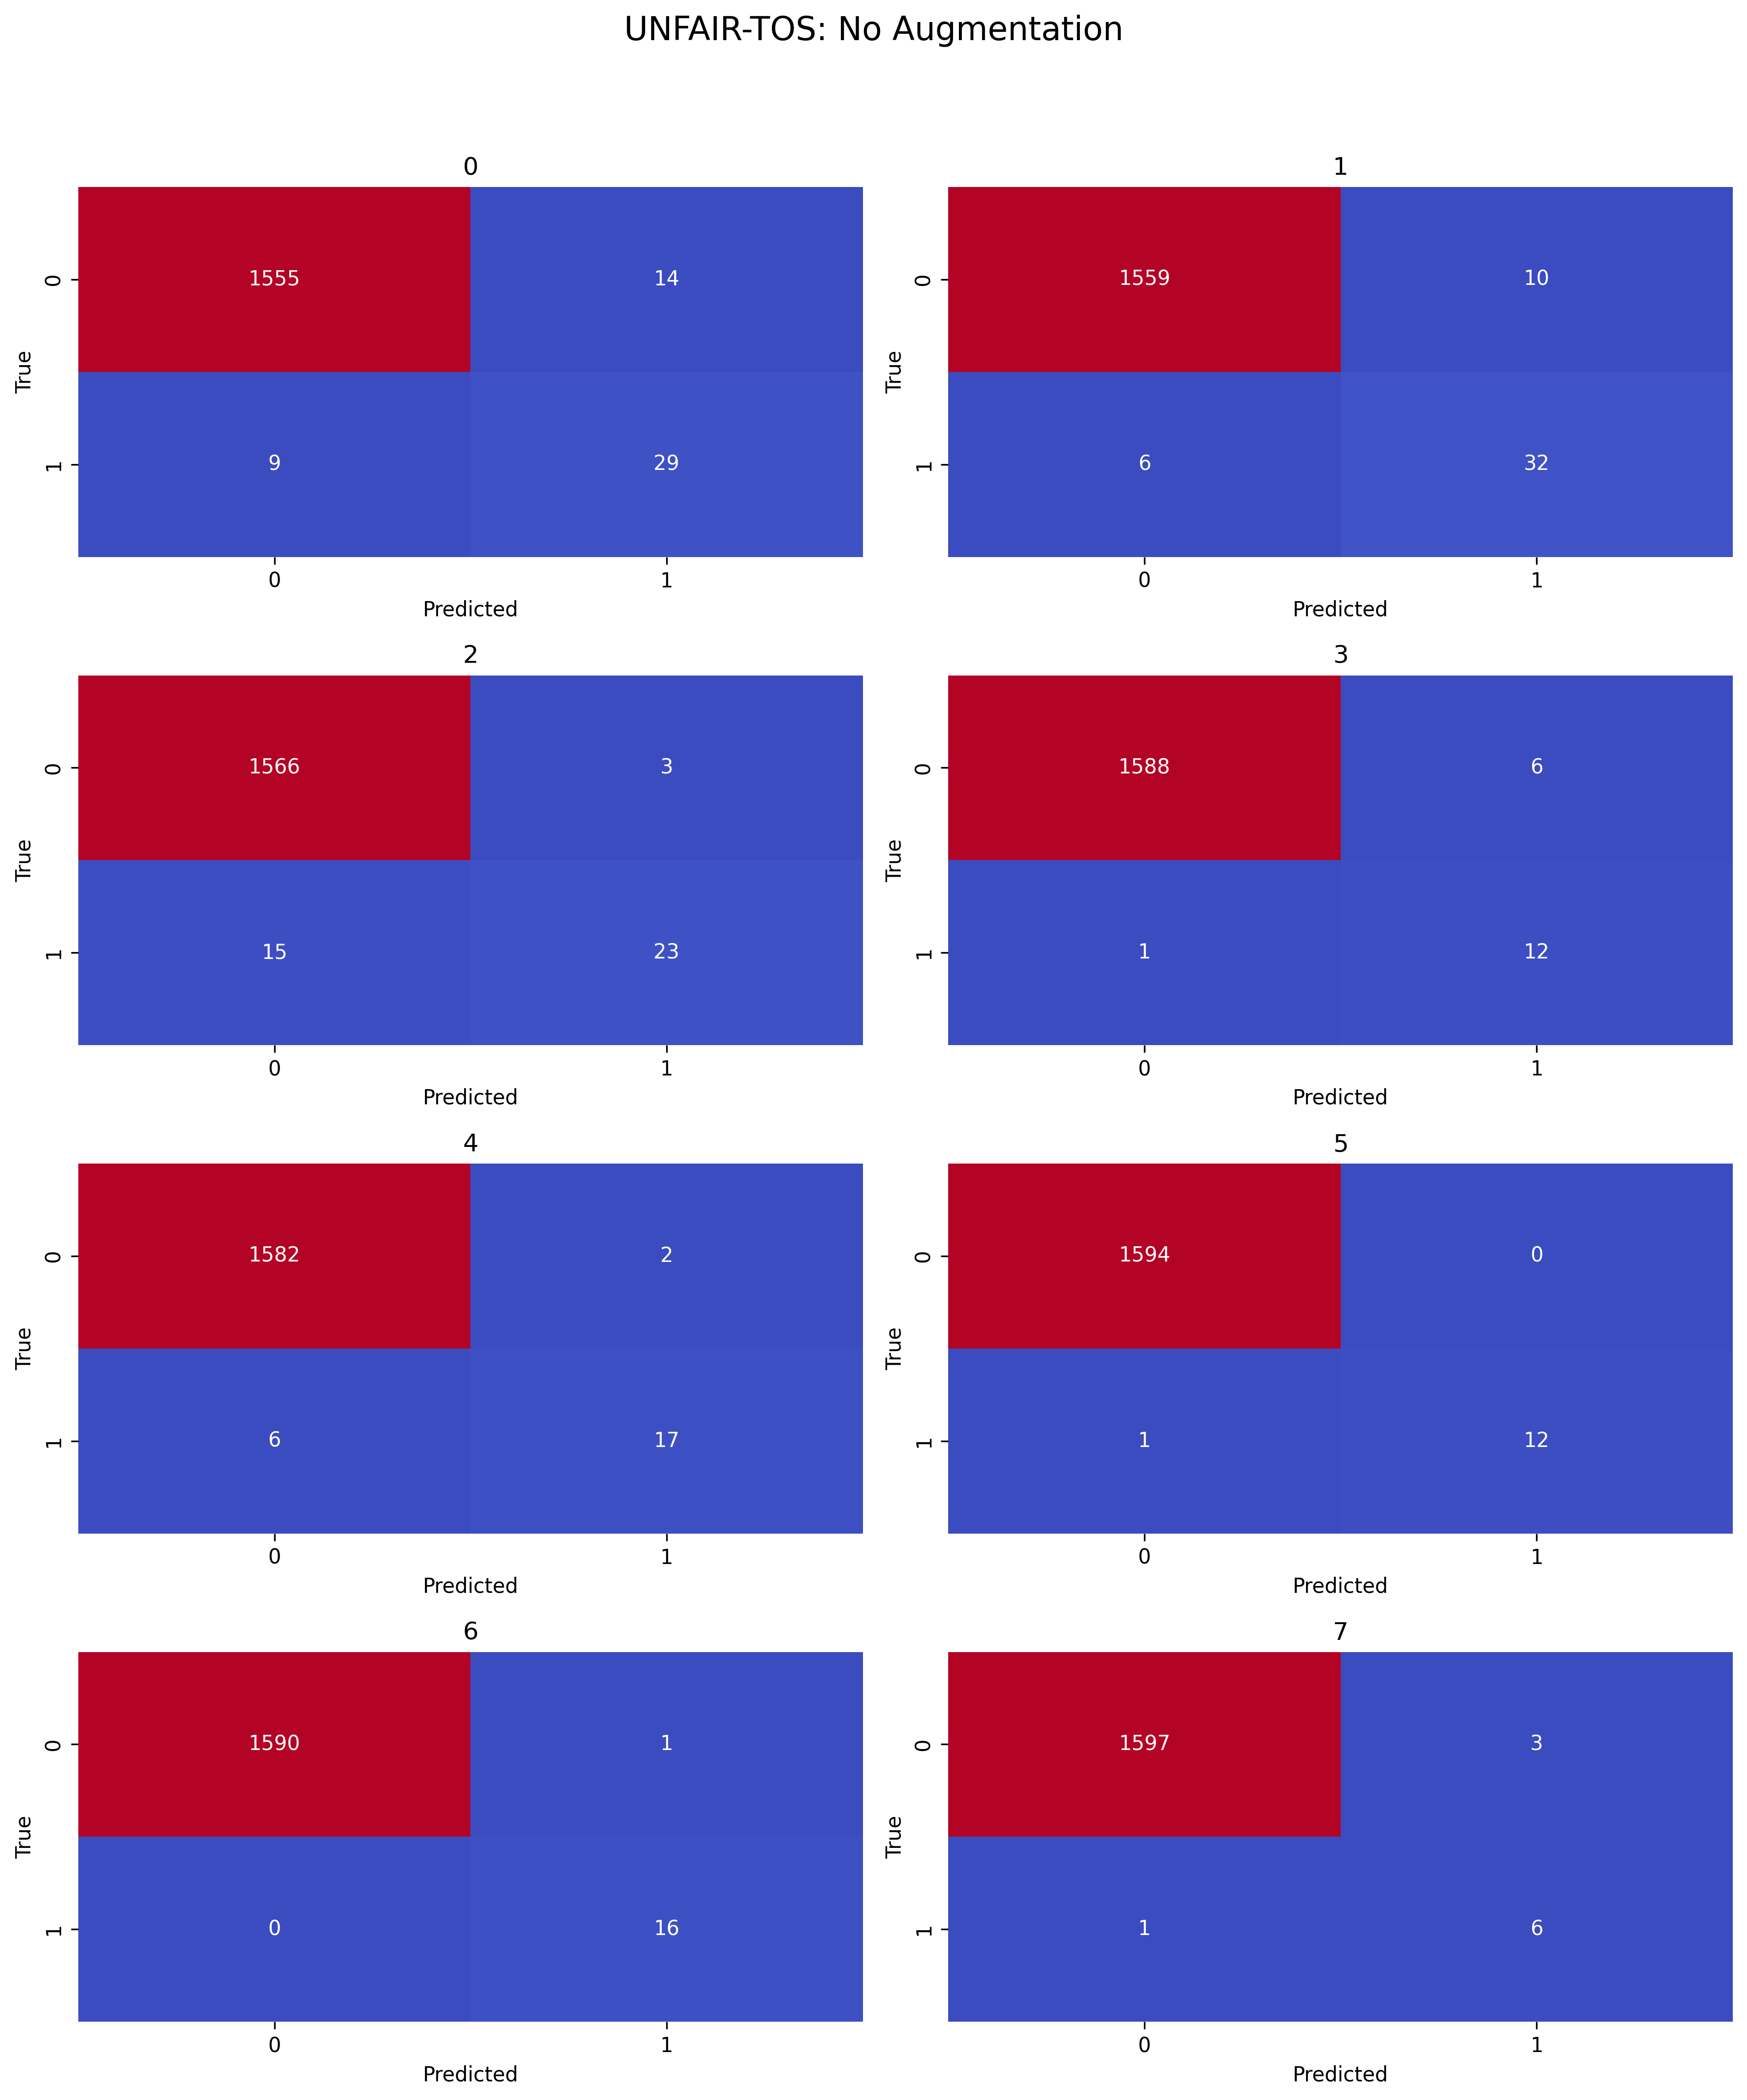 UNFAIR-TOS: No Augmentation
0
1
0 1555 14
0 1559 10
True
True
1 9 29
1 6 32
0 1
0 1
Predicted
Predicted
2
3
0 1566 3
0 1588 6
True
True
1 15 23
1 1 12
0 1
0 1
Predicted
Predicted
4
5
0 1582 2
0 1594 0
True
True
1 6 17
1 1 12
0 1
0 1
Predicted
Predicted
6
7
0 1590 1
0 1597 3
True
True
1 0 16
1 1 6
0 1
0 1
Predicted
Predicted